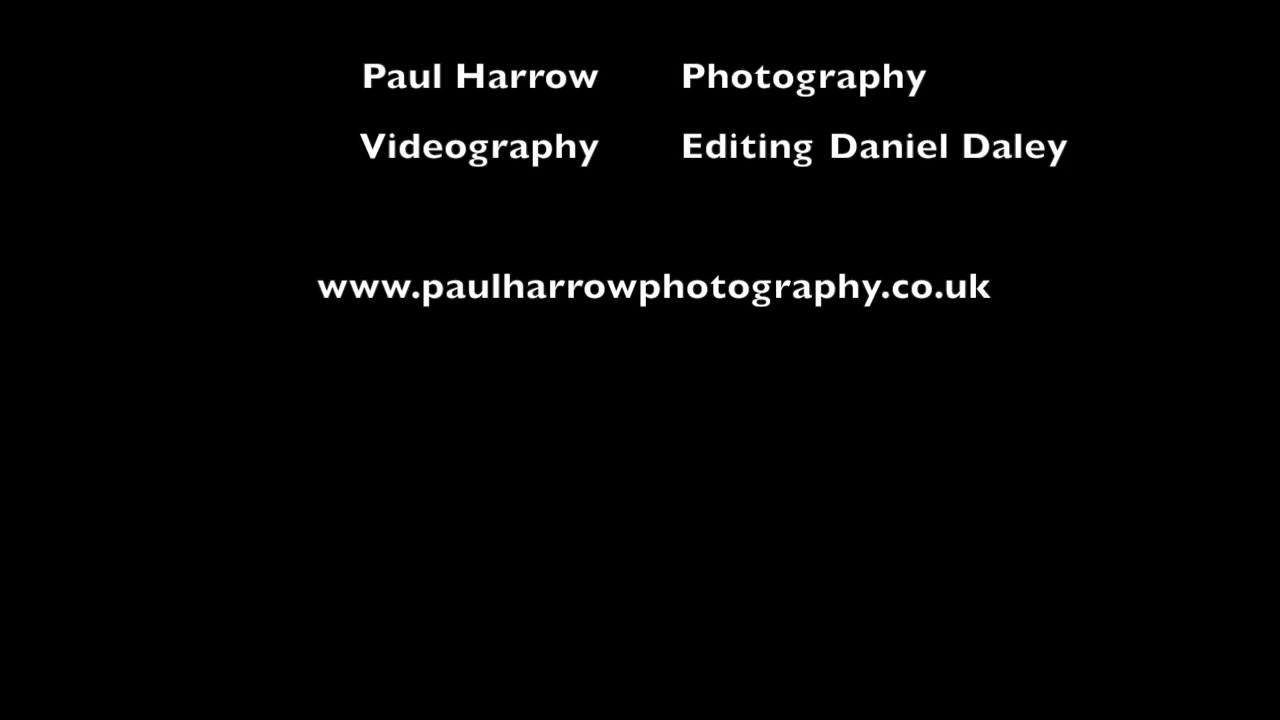 Paul Harrow Photography
Videography Editing Daniel Daley
www.paulharrowphotography.co.uk